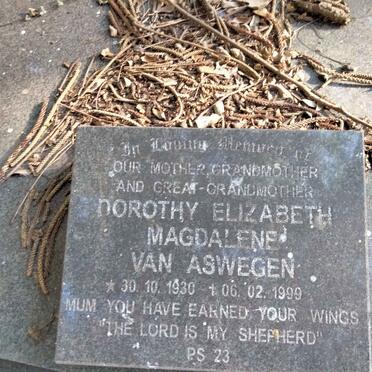 In Loving Memory of
OUR MOTHER, GRANDMOTHER
AND GREAT-GRANDMOTHER
DOROTHY ELIZABETH
MAGDALENE
VAN ASWEGEN
* 30. 10. 1930 † 06. 02. 1999
MUM YOU HAVE EARNED YOUR WINGS
"THE LORD IS MY SHEPHERD"
PS 23